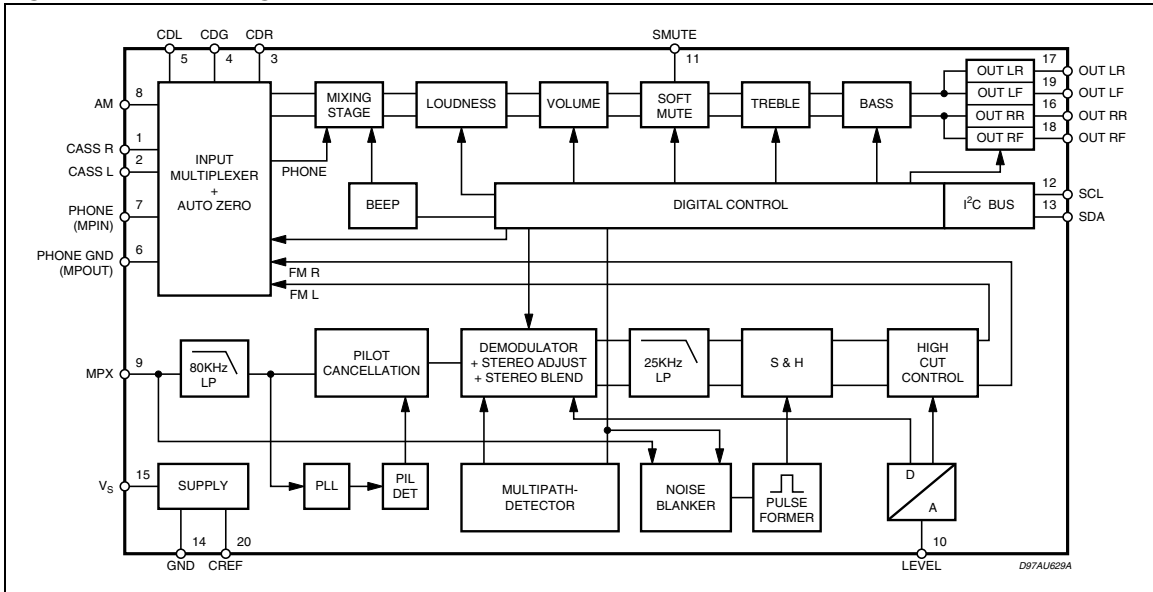 CDL CDG CDR SMUTE
5 4 3 11
17
OUT LR OUT LR
19
OUT LF OUT LF
16
OUT RR OUT RR
18
OUT RF OUT RF
8
AM
1
CASS R
2
CASS L
7
PHONE
(MPIN)
6
PHONE GND
(MPOUT)
INPUT
MULTIPLEXER
+
AUTO ZERO
MIXING
STAGE
LOUDNESS
VOLUME
SOFT
MUTE
TREBLE
BASS
PHONE
BEEP
DIGITAL CONTROL
I²C BUS
12
SCL
13
SDA
FM R
FM L
9
MPX
80KHz
LP
PILOT
CANCELLATION
DEMODULATOR
+ STEREO ADJUST
+ STEREO BLEND
25KHz
LP
S & H
HIGH
CUT
CONTROL
15
VS
SUPPLY
PLL
PIL
DET
MULTIPATH-
DETECTOR
NOISE
BLANKER
PULSE
FORMER
D
A
14 20 10
GND CREF LEVEL
D97AU629A